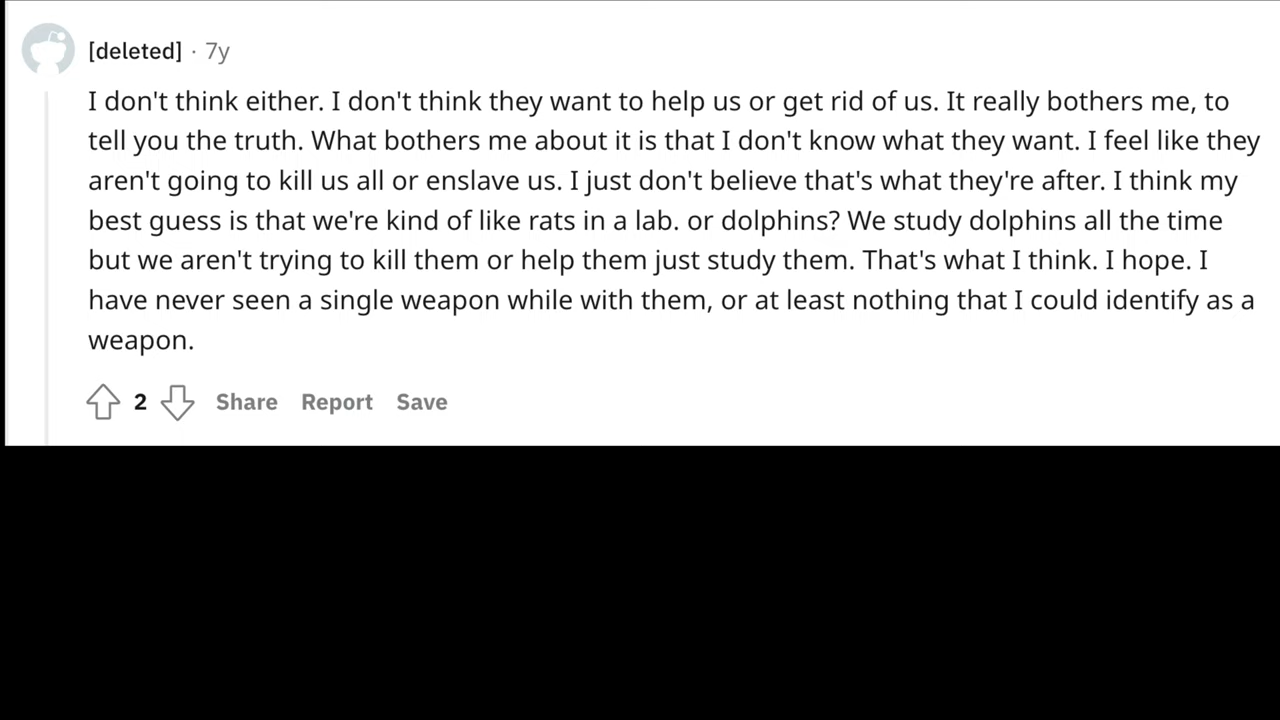 [deleted] · 7y
I don't think either. I don't think they want to help us or get rid of us. It really bothers me, to
tell you the truth. What bothers me about it is that I don't know what they want. I feel like they
aren't going to kill us all or enslave us. I just don't believe that's what they're after. I think my
best guess is that we're kind of like rats in a lab. or dolphins? We study dolphins all the time
but we aren't trying to kill them or help them just study them. That's what I think. I hope. I
have never seen a single weapon while with them, or at least nothing that I could identify as a
weapon.
2 Share Report Save